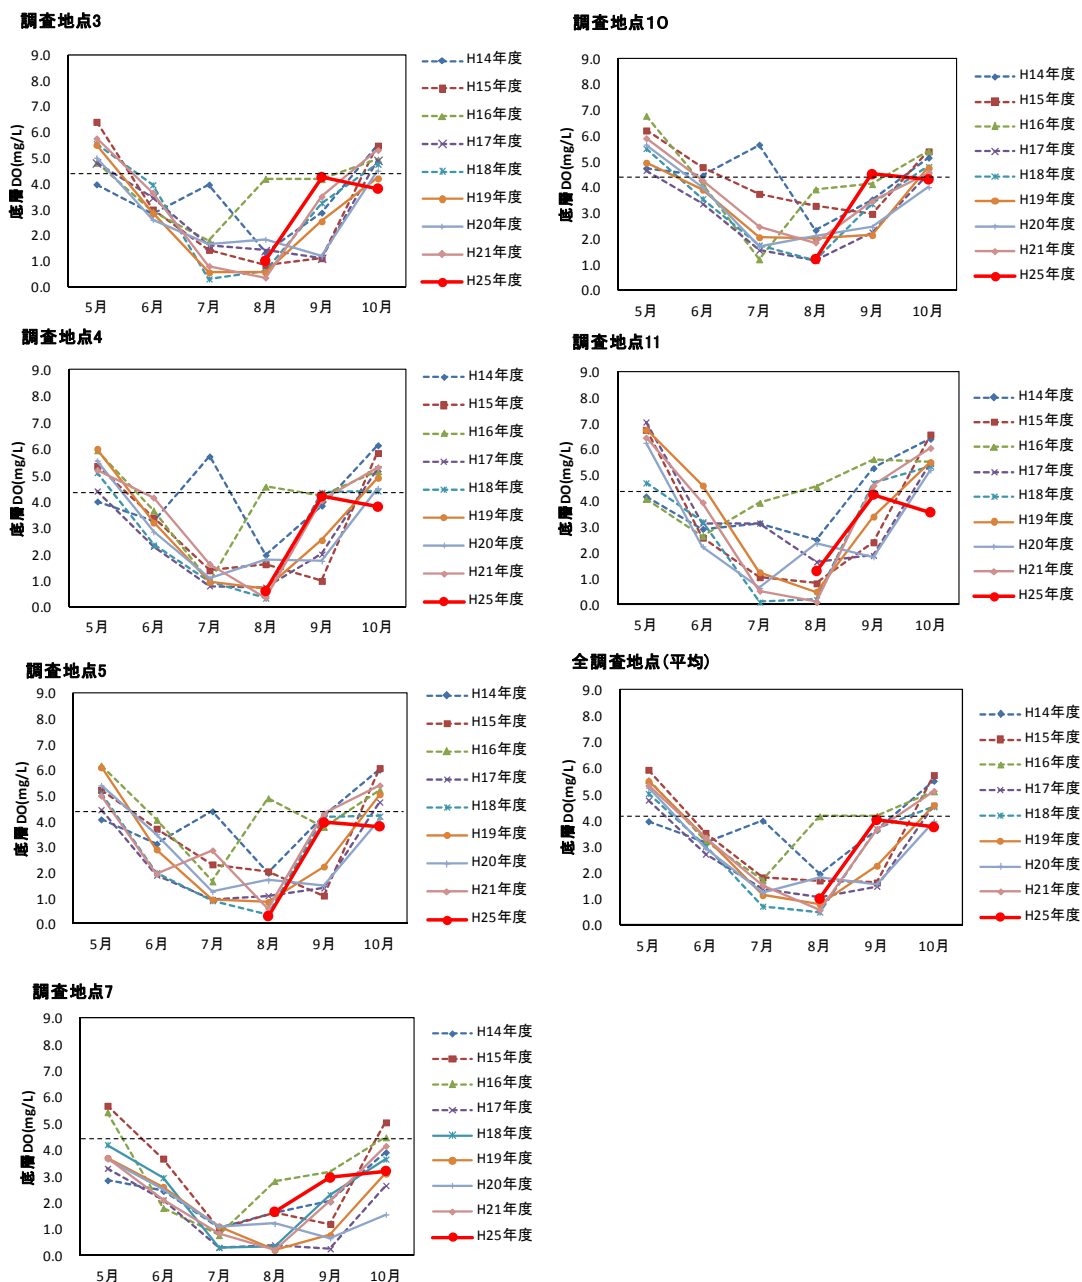 調査地点3
底層DO(mg/L)
9.0
8.0
7.0
6.0
5.0
4.0
3.0
2.0
1.0
0.0
5月 6月 7月 8月 9月 10月
H14年度
H15年度
H16年度
H17年度
H18年度
H19年度
H20年度
H21年度
H25年度
調査地点10
底層DO(mg/L)
9.0
8.0
7.0
6.0
5.0
4.0
3.0
2.0
1.0
0.0
5月 6月 7月 8月 9月 10月
H14年度
H15年度
H16年度
H17年度
H18年度
H19年度
H20年度
H21年度
H25年度
調査地点4
底層DO(mg/L)
9.0
8.0
7.0
6.0
5.0
4.0
3.0
2.0
1.0
0.0
5月 6月 7月 8月 9月 10月
H14年度
H15年度
H16年度
H17年度
H18年度
H19年度
H20年度
H21年度
H25年度
調査地点11
底層DO(mg/L)
9.0
8.0
7.0
6.0
5.0
4.0
3.0
2.0
1.0
0.0
5月 6月 7月 8月 9月 10月
H14年度
H15年度
H16年度
H17年度
H18年度
H19年度
H20年度
H21年度
H25年度
調査地点5
底層DO(mg/L)
9.0
8.0
7.0
6.0
5.0
4.0
3.0
2.0
1.0
0.0
5月 6月 7月 8月 9月 10月
H14年度
H15年度
H16年度
H17年度
H18年度
H19年度
H20年度
H21年度
H25年度
全調査地点(平均)
底層DO(mg/L)
9.0
8.0
7.0
6.0
5.0
4.0
3.0
2.0
1.0
0.0
5月 6月 7月 8月 9月 10月
H14年度
H15年度
H16年度
H17年度
H18年度
H19年度
H20年度
H21年度
H25年度
調査地点7
底層DO(mg/L)
9.0
8.0
7.0
6.0
5.0
4.0
3.0
2.0
1.0
0.0
5月 6月 7月 8月 9月 10月
H14年度
H15年度
H16年度
H17年度
H18年度
H19年度
H20年度
H21年度
H25年度